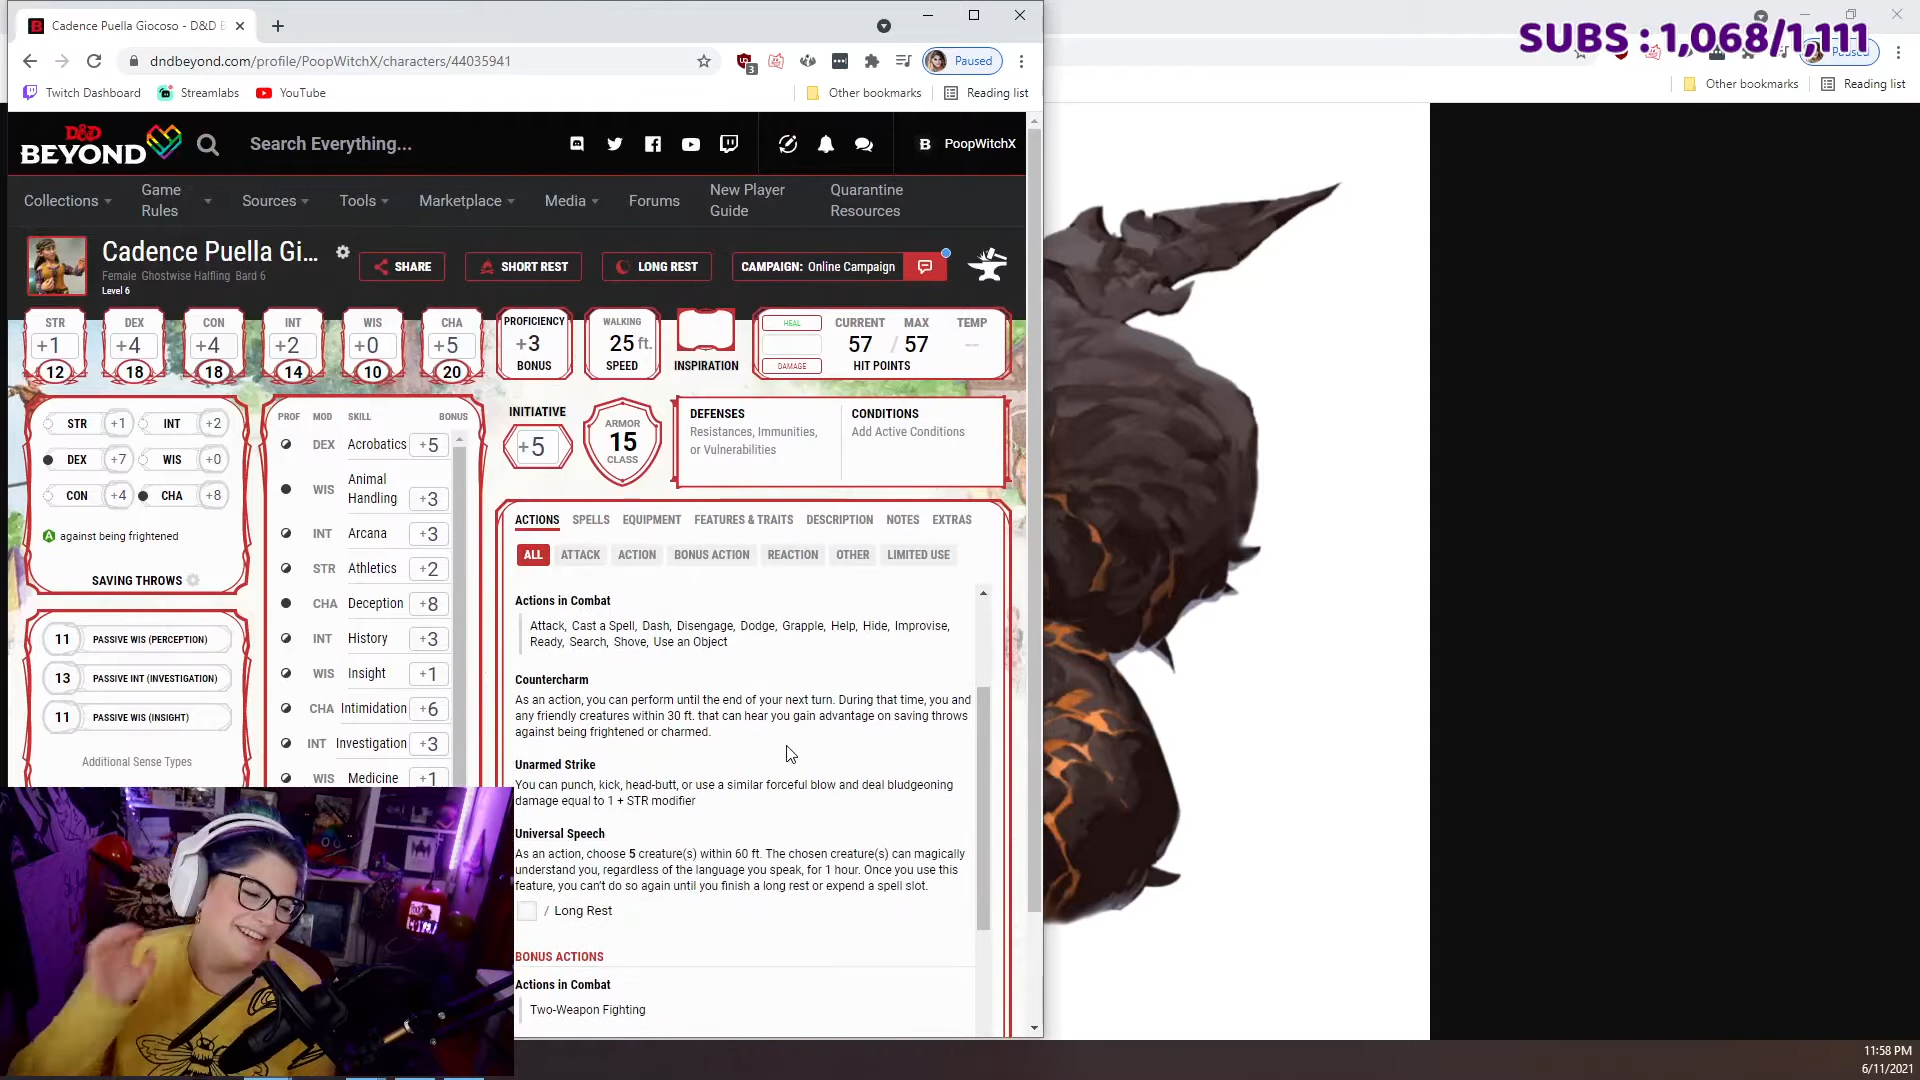 Cadence Puella Giocoso - D&D B
SUBS : 1,068/1,111
dndbeyond.com/profile/PoopWitchX/characters/44035941
3
Paused
Twitch Dashboard
Streamlabs
YouTube
Other bookmarks
Reading list
Other bookmarks
Reading list
D&D
BEYOND
Search Everything...
B
PoopWitchX
Collections
Game Rules
Sources
Tools
Marketplace
Media
Forums
New Player Guide
Quarantine Resources
Cadence Puella Gi...
Female Ghostwise Halfling Bard 6
Level 6
SHARE
SHORT REST
LONG REST
CAMPAIGN: Online Campaign
STR
+1
12
DEX
+4
18
CON
+4
18
INT
+2
14
WIS
+0
10
CHA
+5
20
PROFICIENCY
+3
BONUS
WALKING
25 ft.
SPEED
INSPIRATION
HEAL
DAMAGE
CURRENT
MAX
TEMP
57 / 57 --
HIT POINTS
STR +1
INT +2
DEX +7
WIS +0
CON +4
CHA +8
A against being frightened
SAVING THROWS
11 PASSIVE WIS (PERCEPTION)
13 PASSIVE INT (INVESTIGATION)
11 PASSIVE WIS (INSIGHT)
Additional Sense Types
PROF MOD SKILL BONUS
DEX Acrobatics +5
WIS Animal Handling +3
INT Arcana +3
STR Athletics +2
CHA Deception +8
INT History +3
WIS Insight +1
CHA Intimidation +6
INT Investigation +3
WIS Medicine +1
INITIATIVE
+5
ARMOR
15
CLASS
DEFENSES
Resistances, Immunities,
or Vulnerabilities
CONDITIONS
Add Active Conditions
ACTIONS
SPELLS
EQUIPMENT
FEATURES & TRAITS
DESCRIPTION
NOTES
EXTRAS
ALL
ATTACK
ACTION
BONUS ACTION
REACTION
OTHER
LIMITED USE
Actions in Combat
Attack, Cast a Spell, Dash, Disengage, Dodge, Grapple, Help, Hide, Improvise,
Ready, Search, Shove, Use an Object
Countercharm
As an action, you can perform until the end of your next turn. During that time, you and
any friendly creatures within 30 ft. that can hear you gain advantage on saving throws
against being frightened or charmed.
Unarmed Strike
You can punch, kick, head-butt, or use a similar forceful blow and deal bludgeoning
damage equal to 1 + STR modifier
Universal Speech
As an action, choose 5 creature(s) within 60 ft. The chosen creature(s) can magically
understand you, regardless of the language you speak, for 1 hour. Once you use this
feature, you can't do so again until you finish a long rest or expend a spell slot.
/ Long Rest
BONUS ACTIONS
Actions in Combat
Two-Weapon Fighting
11:58 PM
6/11/2021